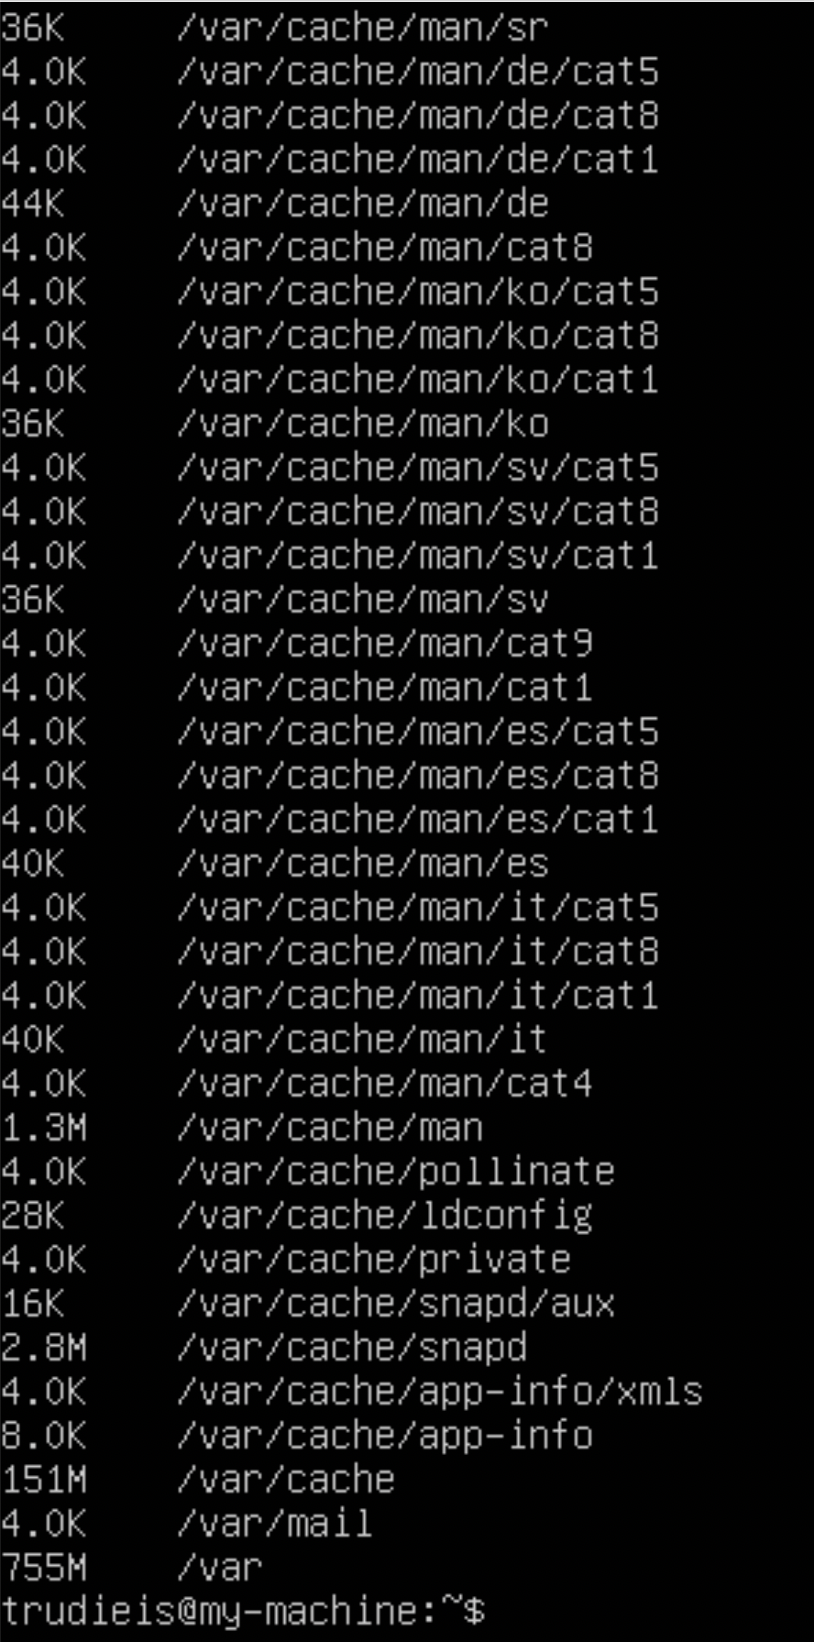 36K /var/cache/man/sr
4.0K /var/cache/man/de/cat5
4.0K /var/cache/man/de/cat8
4.0K /var/cache/man/de/cat1
44K /var/cache/man/de
4.0K /var/cache/man/cat8
4.0K /var/cache/man/ko/cat5
4.0K /var/cache/man/ko/cat8
4.0K /var/cache/man/ko/cat1
36K /var/cache/man/ko
4.0K /var/cache/man/sv/cat5
4.0K /var/cache/man/sv/cat8
4.0K /var/cache/man/sv/cat1
36K /var/cache/man/sv
4.0K /var/cache/man/cat9
4.0K /var/cache/man/cat1
4.0K /var/cache/man/es/cat5
4.0K /var/cache/man/es/cat8
4.0K /var/cache/man/es/cat1
40K /var/cache/man/es
4.0K /var/cache/man/it/cat5
4.0K /var/cache/man/it/cat8
4.0K /var/cache/man/it/cat1
40K /var/cache/man/it
4.0K /var/cache/man/cat4
1.3M /var/cache/man
4.0K /var/cache/pollinate
28K /var/cache/ldconfig
4.0K /var/cache/private
16K /var/cache/snapd/aux
2.8M /var/cache/snapd
4.0K /var/cache/app-info/xmls
8.0K /var/cache/app-info
151M /var/cache
4.0K /var/mail
755M /var
trudieis@my-machine:~$